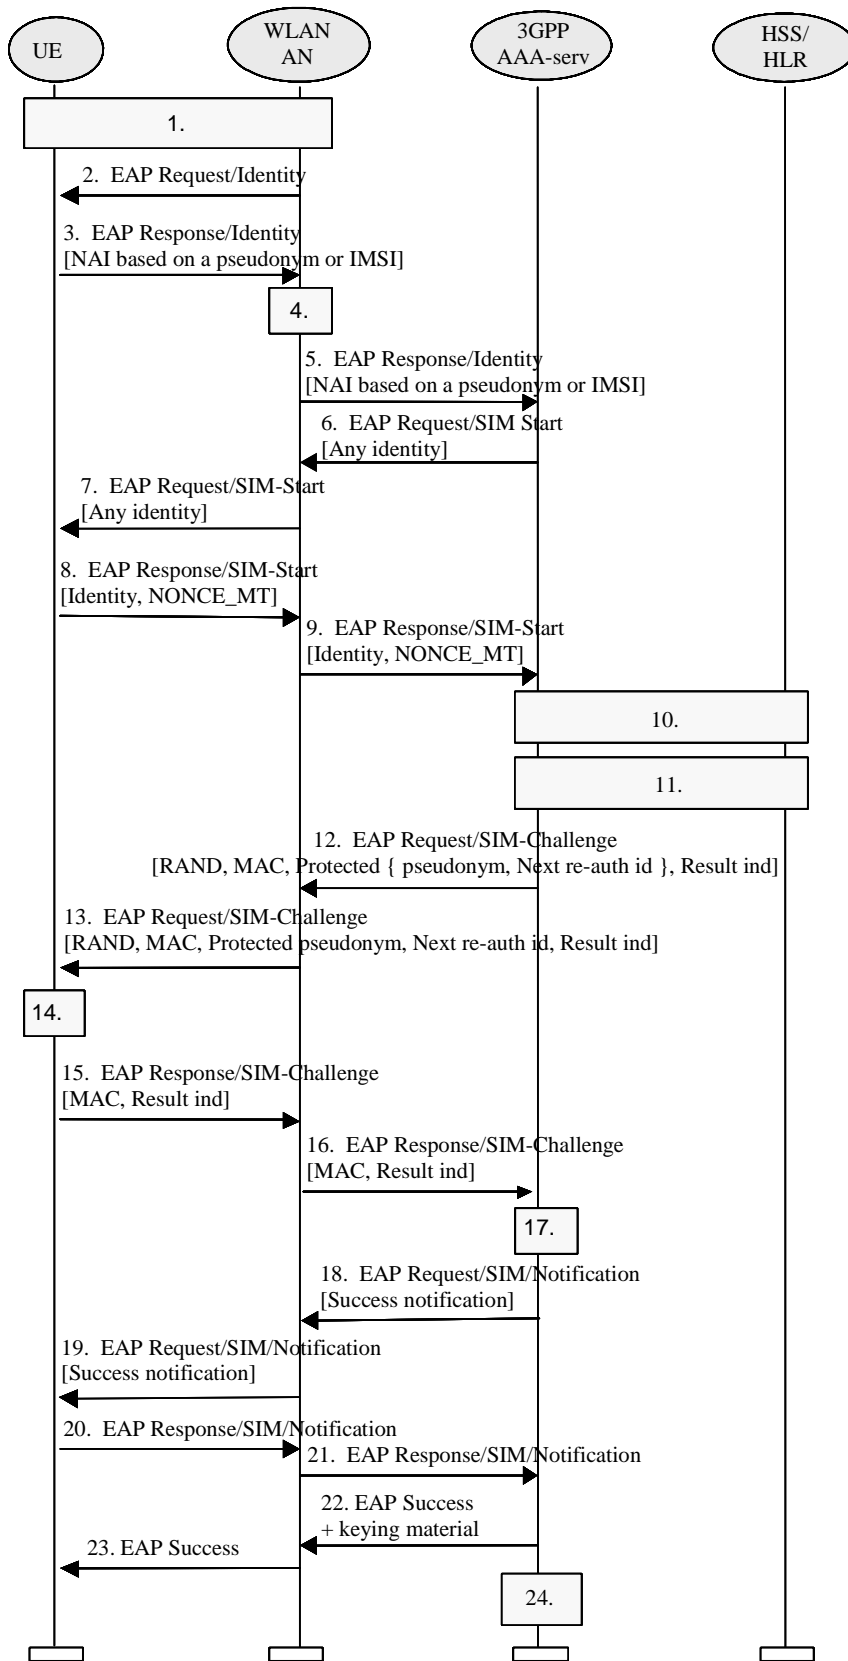 UE
WLAN
AN
3GPP
AAA-serv
HSS/
HLR
1.
2. EAP Request/Identity
3. EAP Response/Identity
[NAI based on a pseudonym or IMSI]
4.
5. EAP Response/Identity
[NAI based on a pseudonym or IMSI]
6. EAP Request/SIM Start
[Any identity]
7. EAP Request/SIM-Start
[Any identity]
8. EAP Response/SIM-Start
[Identity, NONCE_MT]
9. EAP Response/SIM-Start
[Identity, NONCE_MT]
10.
11.
12. EAP Request/SIM-Challenge
[RAND, MAC, Protected { pseudonym, Next re-auth id }, Result ind]
13. EAP Request/SIM-Challenge
[RAND, MAC, Protected pseudonym, Next re-auth id, Result ind]
14.
15. EAP Response/SIM-Challenge
[MAC, Result ind]
16. EAP Response/SIM-Challenge
[MAC, Result ind]
17.
18. EAP Request/SIM/Notification
[Success notification]
19. EAP Request/SIM/Notification
[Success notification]
20. EAP Response/SIM/Notification
21. EAP Response/SIM/Notification
22. EAP Success
+ keying material
23. EAP Success
24.